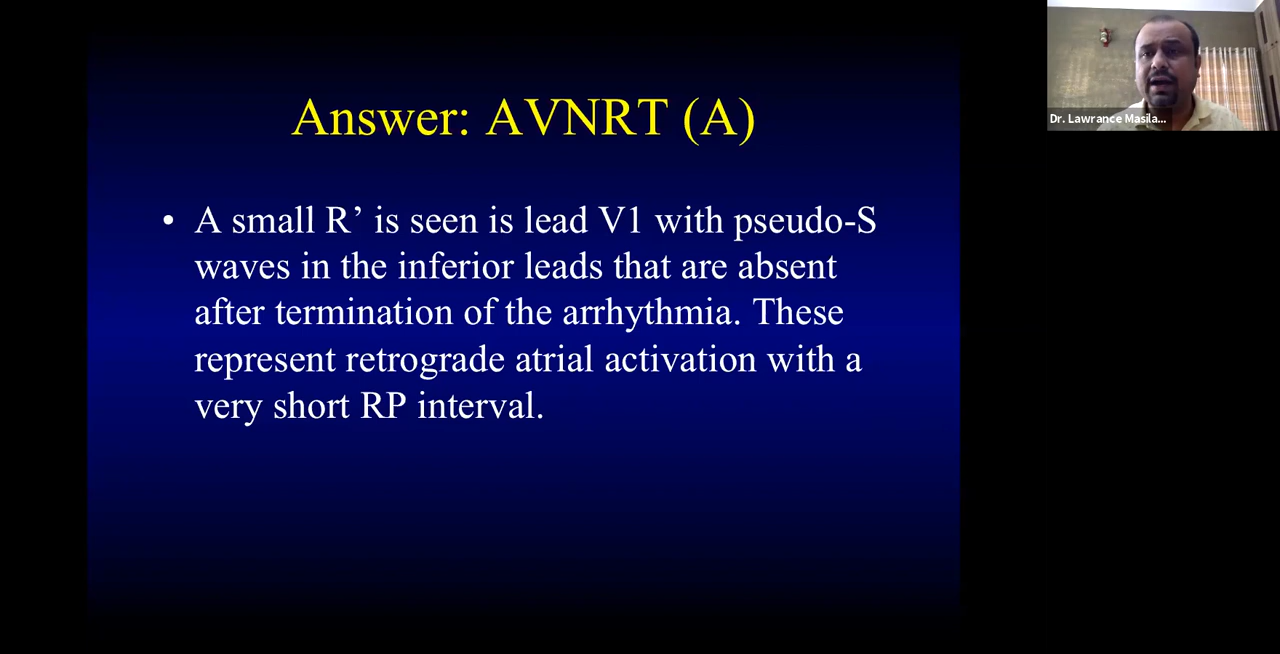 Answer: AVNRT (A)
• A small R’ is seen is lead V1 with pseudo-S
waves in the inferior leads that are absent
after termination of the arrhythmia. These
represent retrograde atrial activation with a
very short RP interval.
Dr. Lawrance Masila...